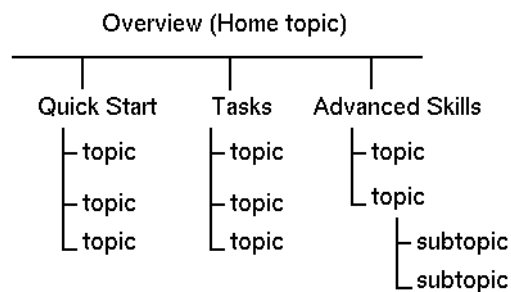 Overview (Home topic)
Quick Start
topic
topic
topic
Tasks
topic
topic
topic
Advanced Skills
topic
topic
subtopic
subtopic